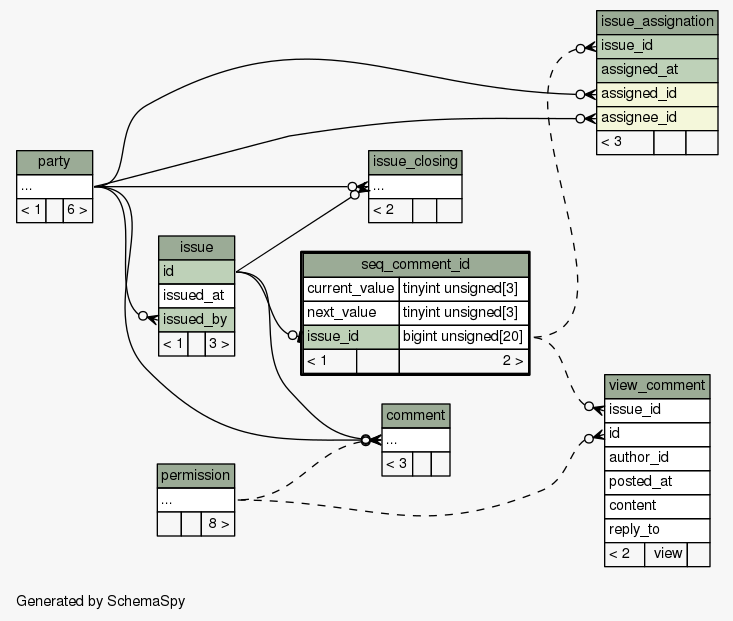 issue_assignation
issue_id
assigned_at
assigned_id
assignee_id
< 3
party
...
< 1 6 >
issue_closing
...
< 2
issue
id
issued_at
issued_by
< 1 3 >
seq_comment_id
current_value tinyint unsigned[3]
next_value tinyint unsigned[3]
issue_id bigint unsigned[20]
< 1 2 >
view_comment
issue_id
id
author_id
posted_at
content
reply_to
< 2 view
comment
...
< 3
permission
...
8 >
Generated by SchemaSpy